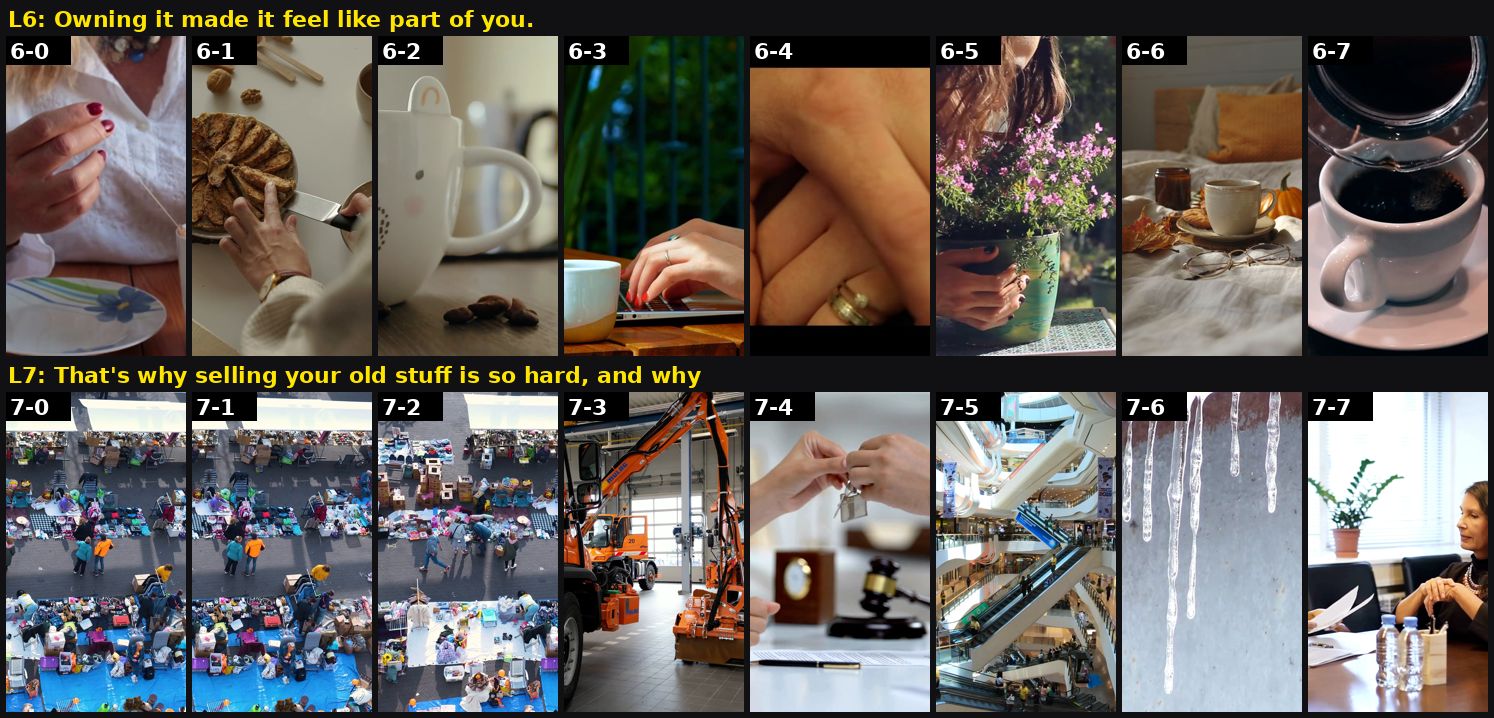 L6: Owning it made it feel like part of you.
6-0 6-1 6-2 6-3 6-4 6-5 6-6 6-7
L7: That's why selling your old stuff is so hard, and why
7-0 7-1 7-2 7-3 7-4 7-5 7-6 7-7